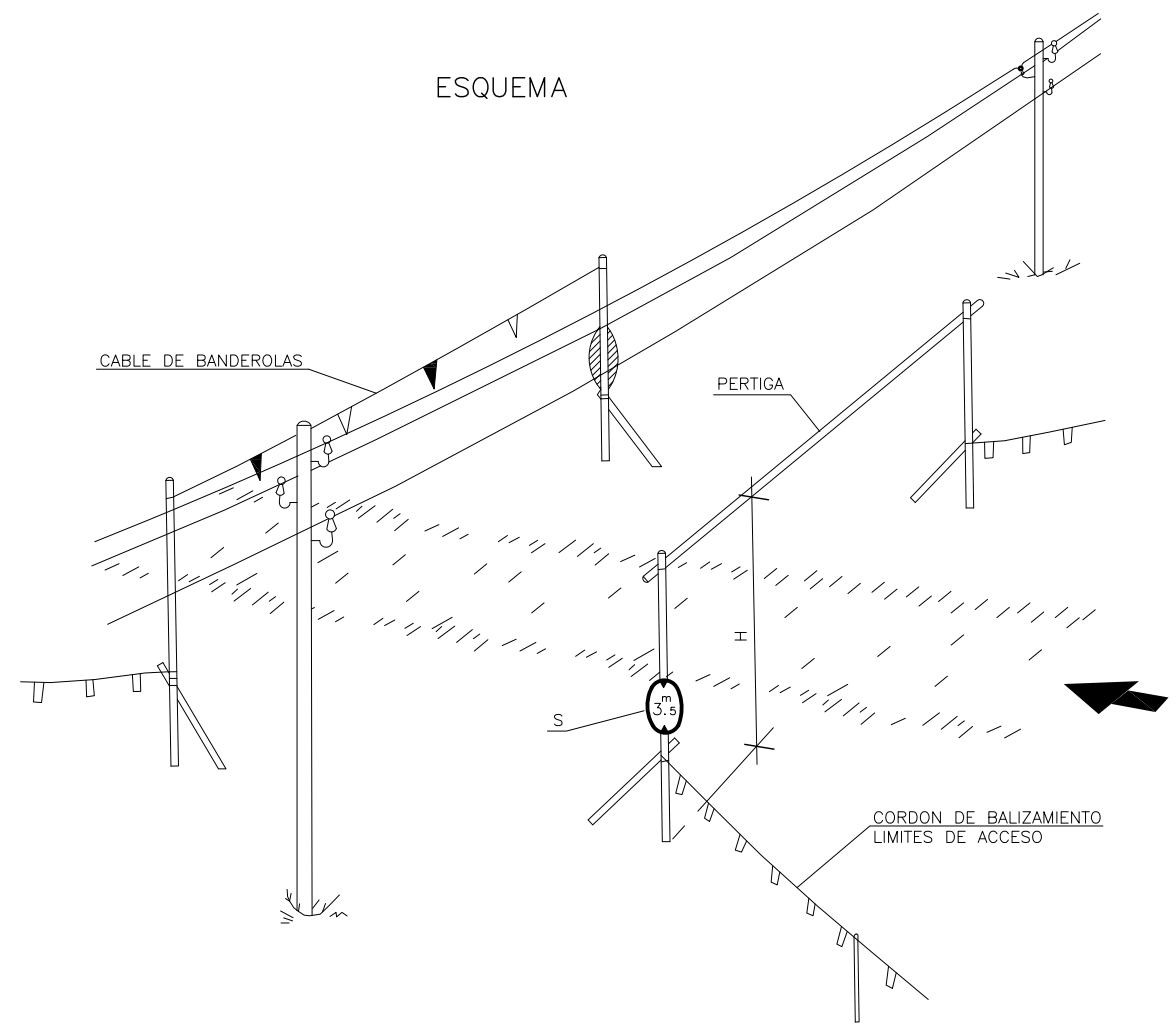 ESQUEMA
CABLE DE BANDEROLAS
PERTIGA
H
S
3.5 m
CORDON DE BALIZAMIENTO
LIMITES DE ACCESO